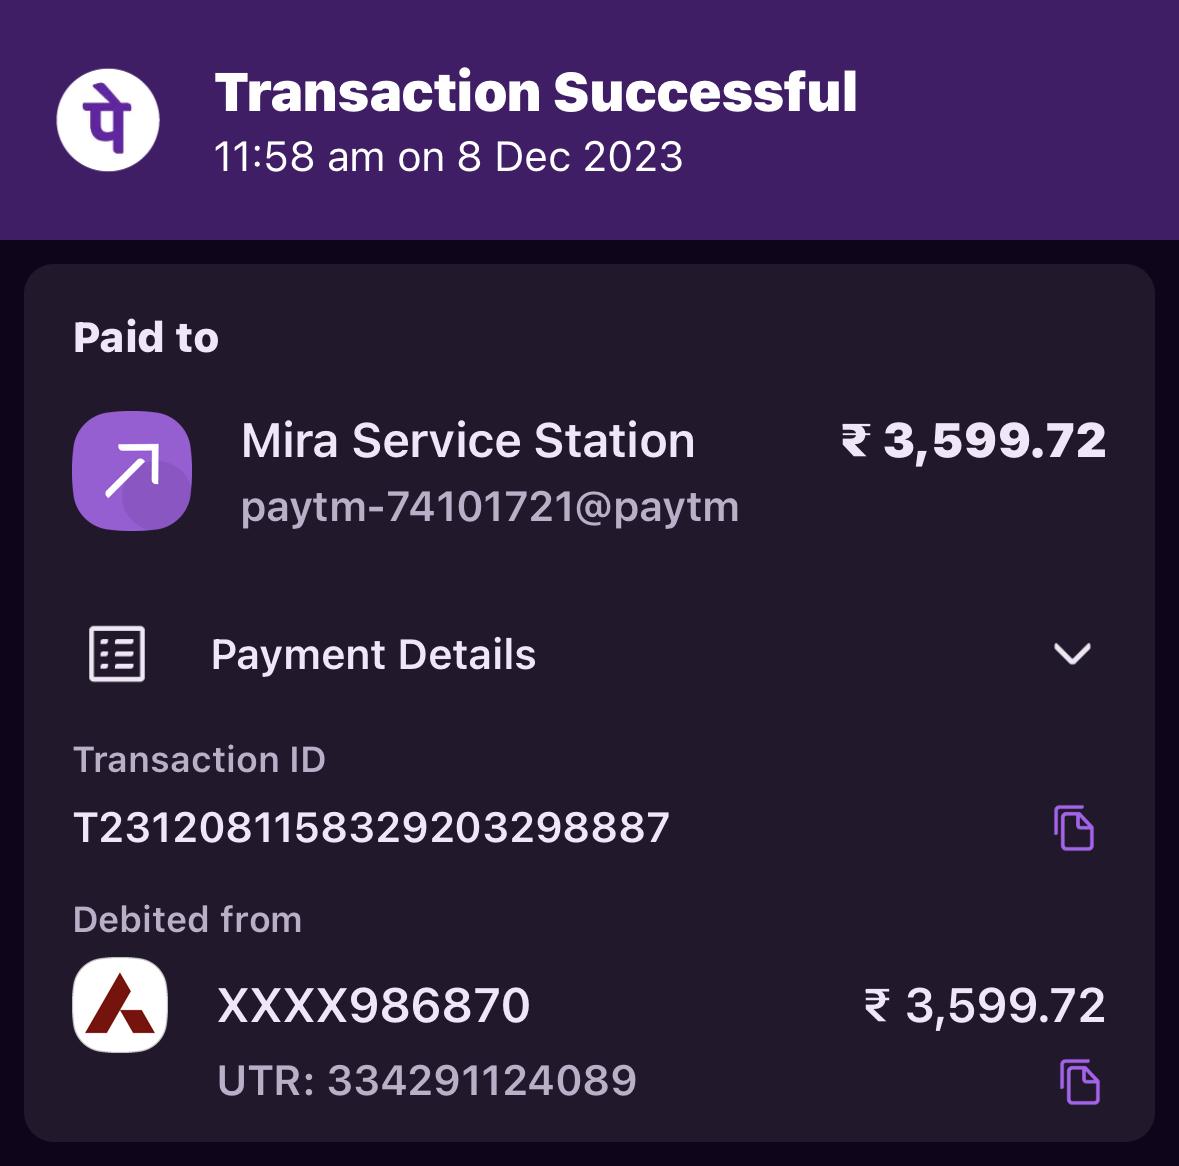 पे
Transaction Successful
11:58 am on 8 Dec 2023
Paid to
Mira Service Station ₹ 3,599.72
paytm-74101721@paytm
Payment Details
Transaction ID
T2312081158329203298887
Debited from
XXXX986870 ₹ 3,599.72
UTR: 334291124089